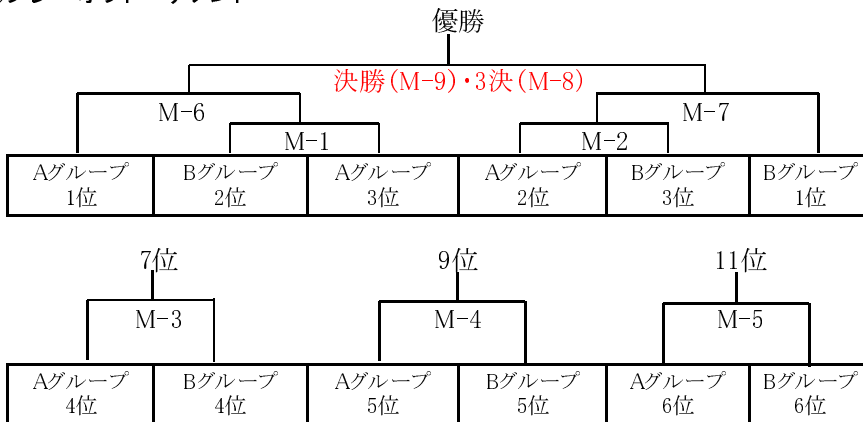 優勝
決勝(M-9)・3決(M-8)
M-6
M-7
M-1
M-2
Aグループ
1位
Bグループ
2位
Aグループ
3位
Aグループ
2位
Bグループ
3位
Bグループ
1位
7位
9位
11位
M-3
M-4
M-5
Aグループ
4位
Bグループ
4位
Aグループ
5位
Bグループ
5位
Aグループ
6位
Bグループ
6位